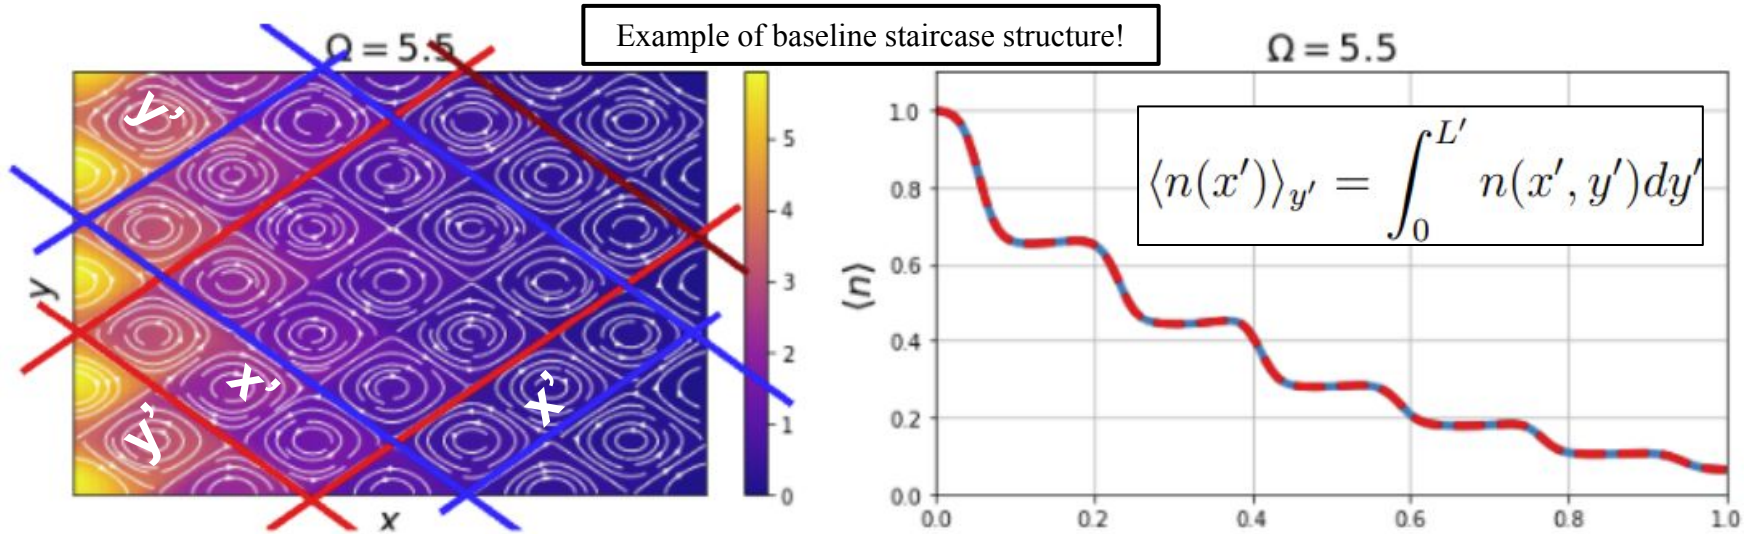 Example of baseline staircase structure!
Ω = 5.5
y'
y'
x'
x'
y
x
5
4
3
2
1
0
Ω = 5.5
⟨n(x′)⟩_{y′} = ∫_0^{L′} n(x′, y′)dy′
⟨n⟩
1.0
0.8
0.6
0.4
0.2
0.0
0.0 0.2 0.4 0.6 0.8 1.0